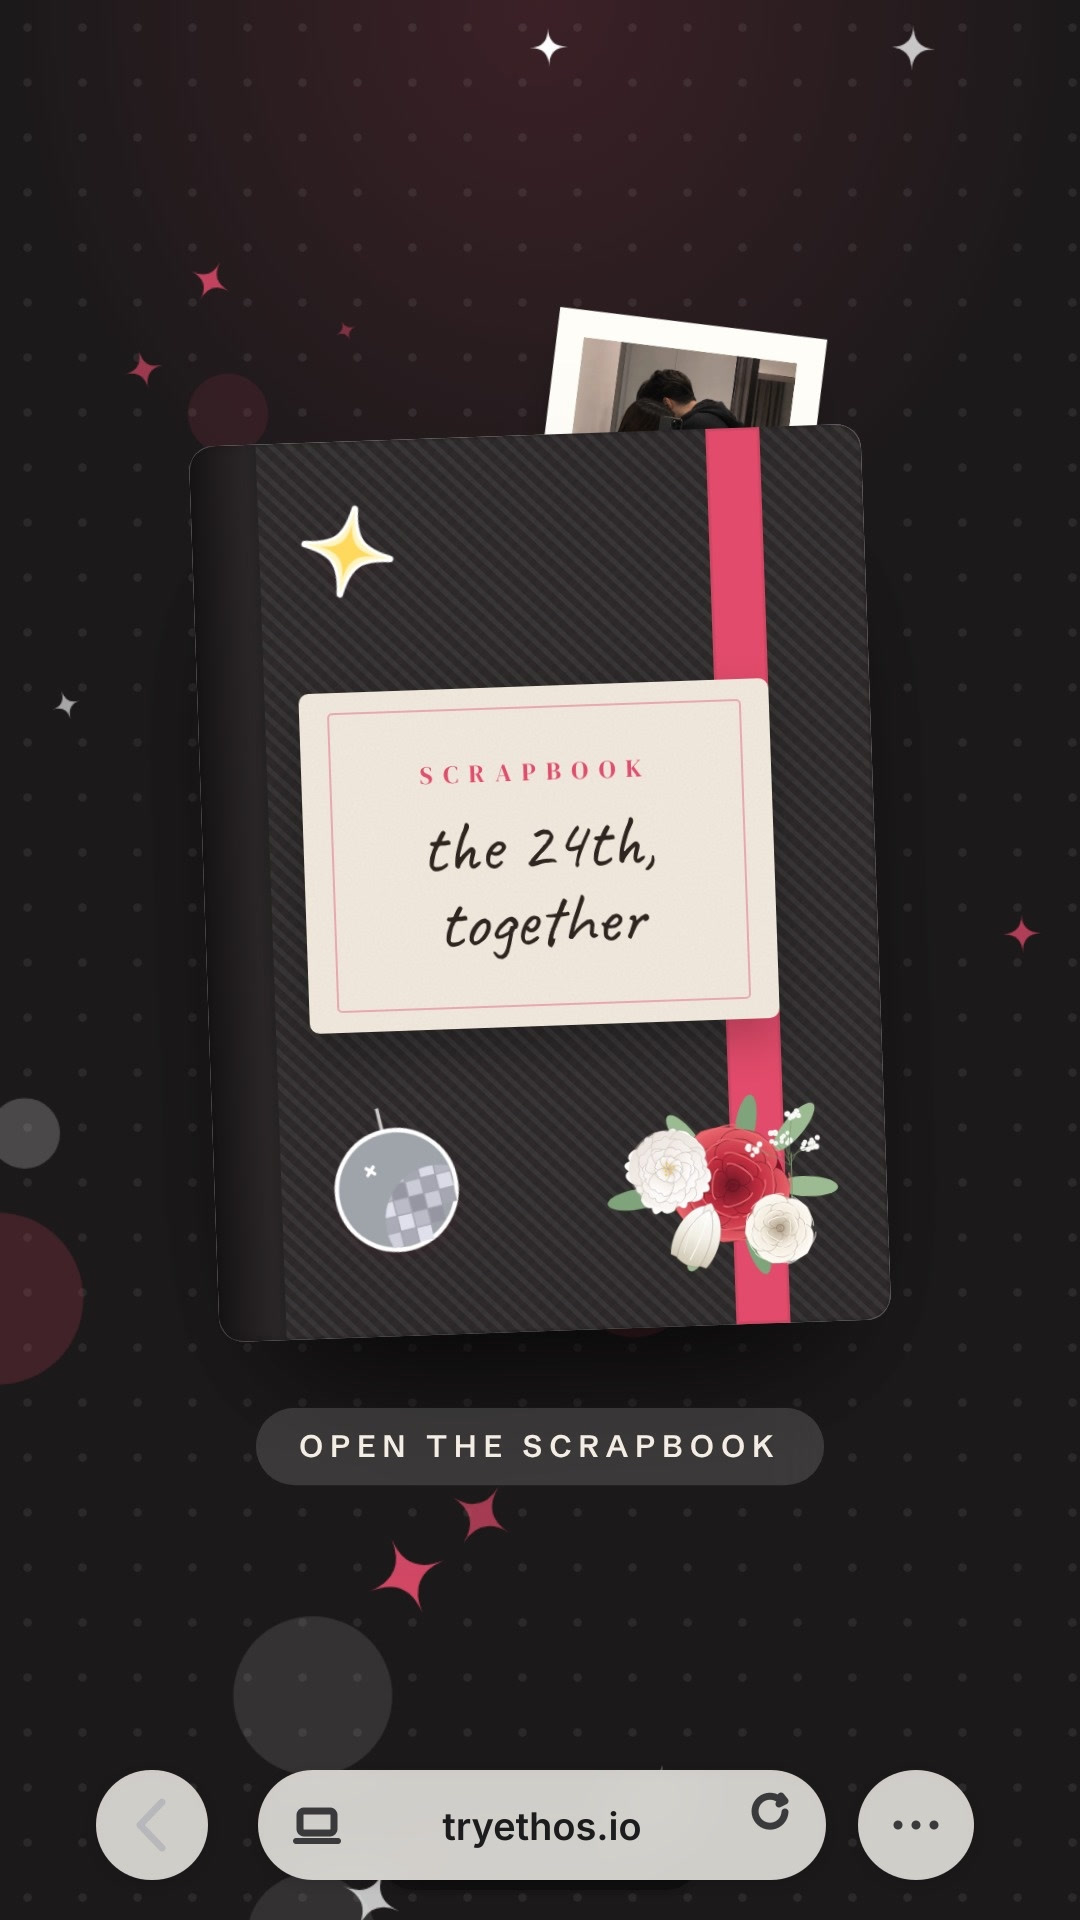 SCRAPBOOK
the 24th,
together
OPEN THE SCRAPBOOK
tryethos.io